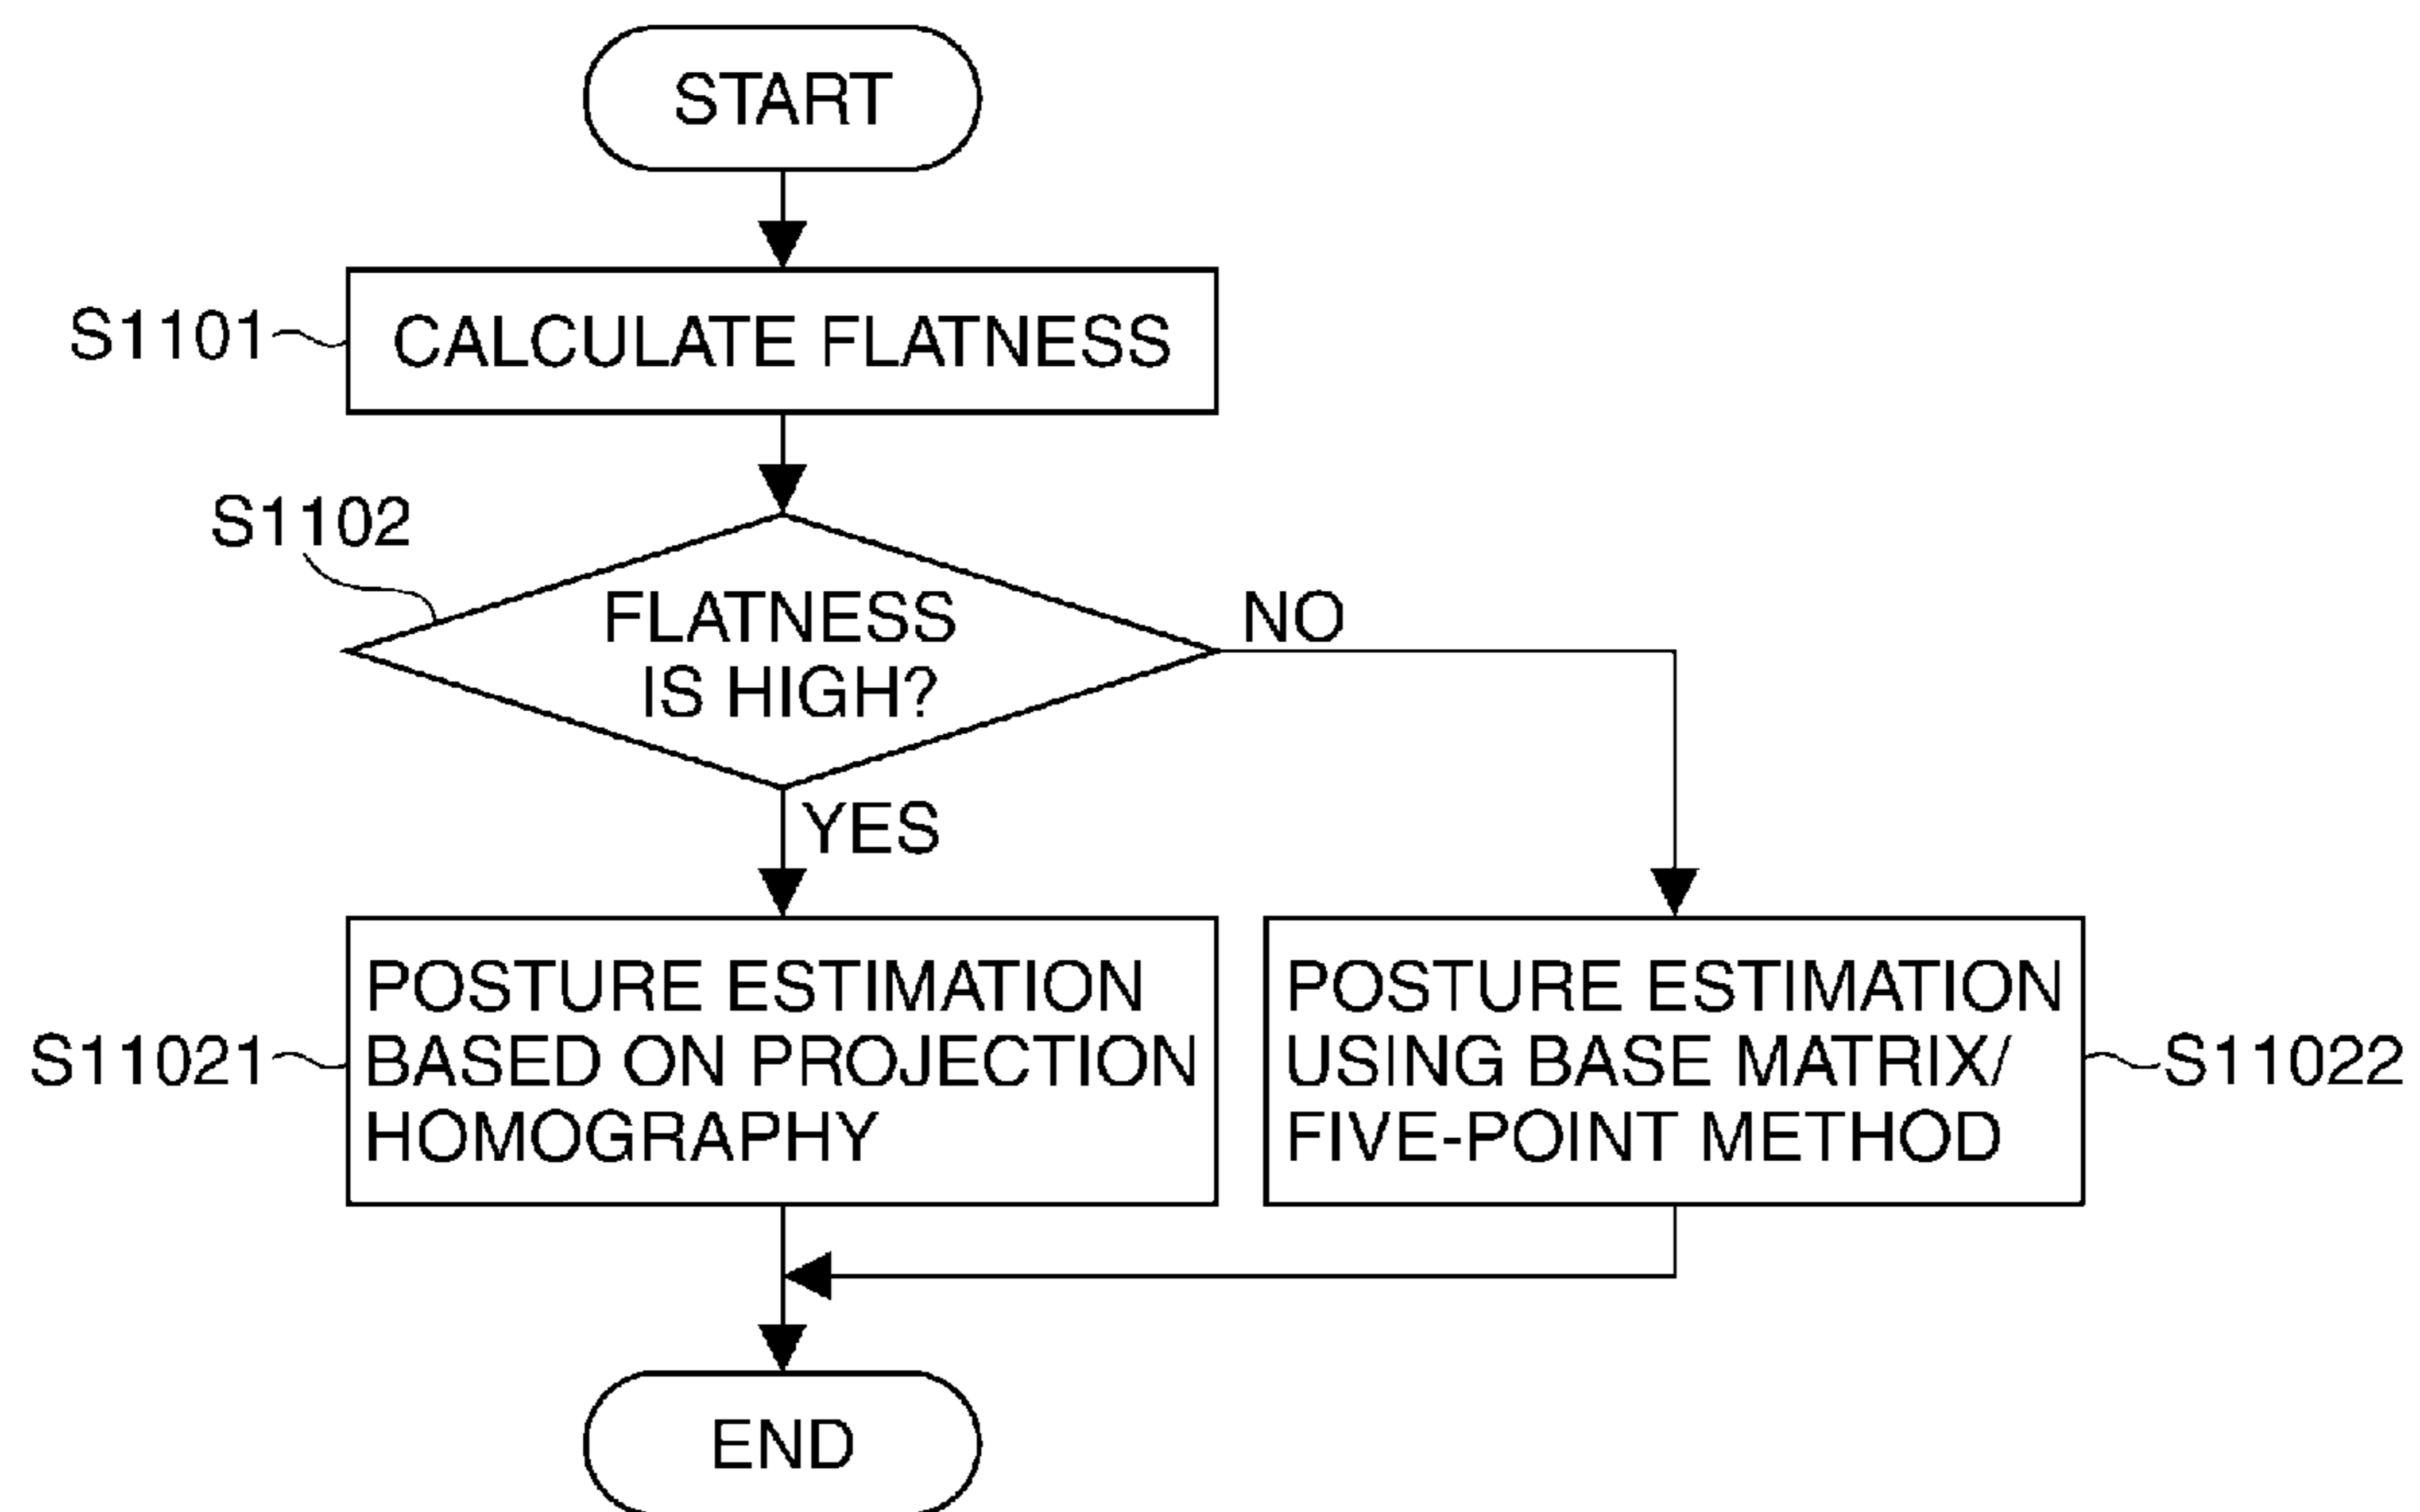 START
S1101
CALCULATE FLATNESS
S1102
FLATNESS
IS HIGH?
NO
YES
S11021
POSTURE ESTIMATION
BASED ON PROJECTION
HOMOGRAPHY
POSTURE ESTIMATION
USING BASE MATRIX/
FIVE-POINT METHOD
S11022
END